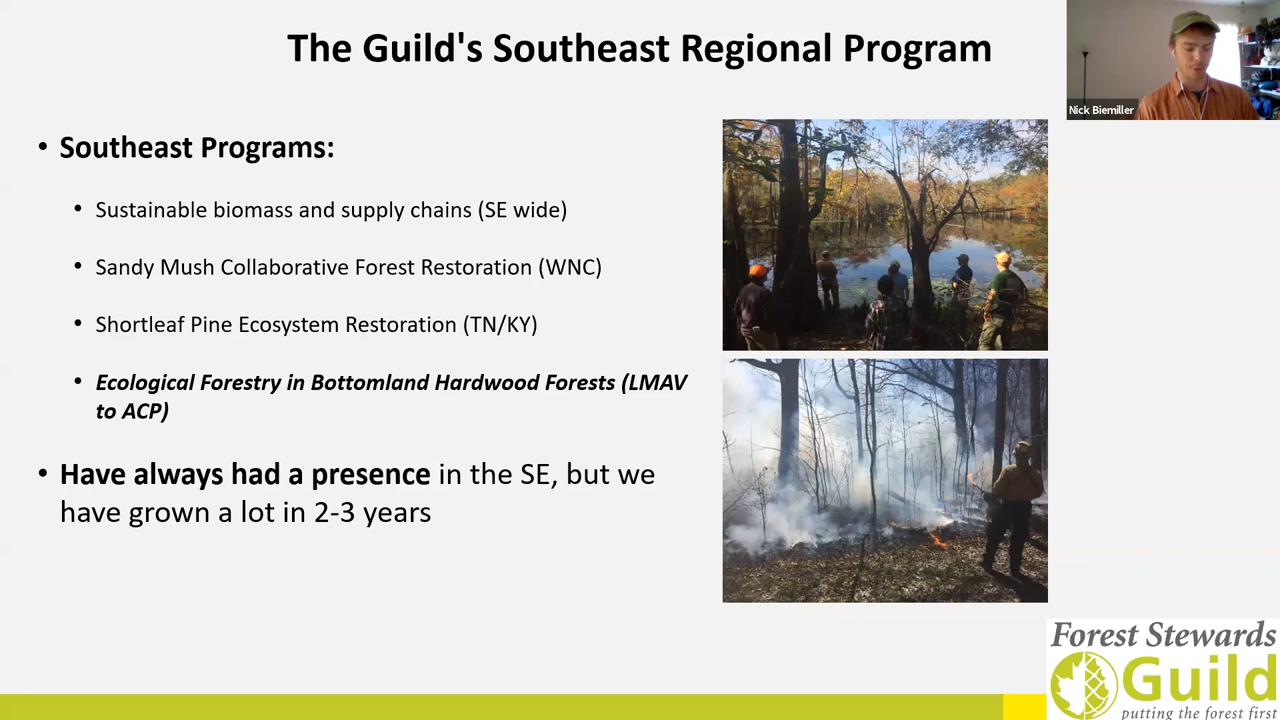 The Guild's Southeast Regional Program
Nick Biemiller
• Southeast Programs:
• Sustainable biomass and supply chains (SE wide)
• Sandy Mush Collaborative Forest Restoration (WNC)
• Shortleaf Pine Ecosystem Restoration (TN/KY)
• Ecological Forestry in Bottomland Hardwood Forests (LMAV
to ACP)
• Have always had a presence in the SE, but we
have grown a lot in 2-3 years
Forest Stewards
Guild
putting the forest first